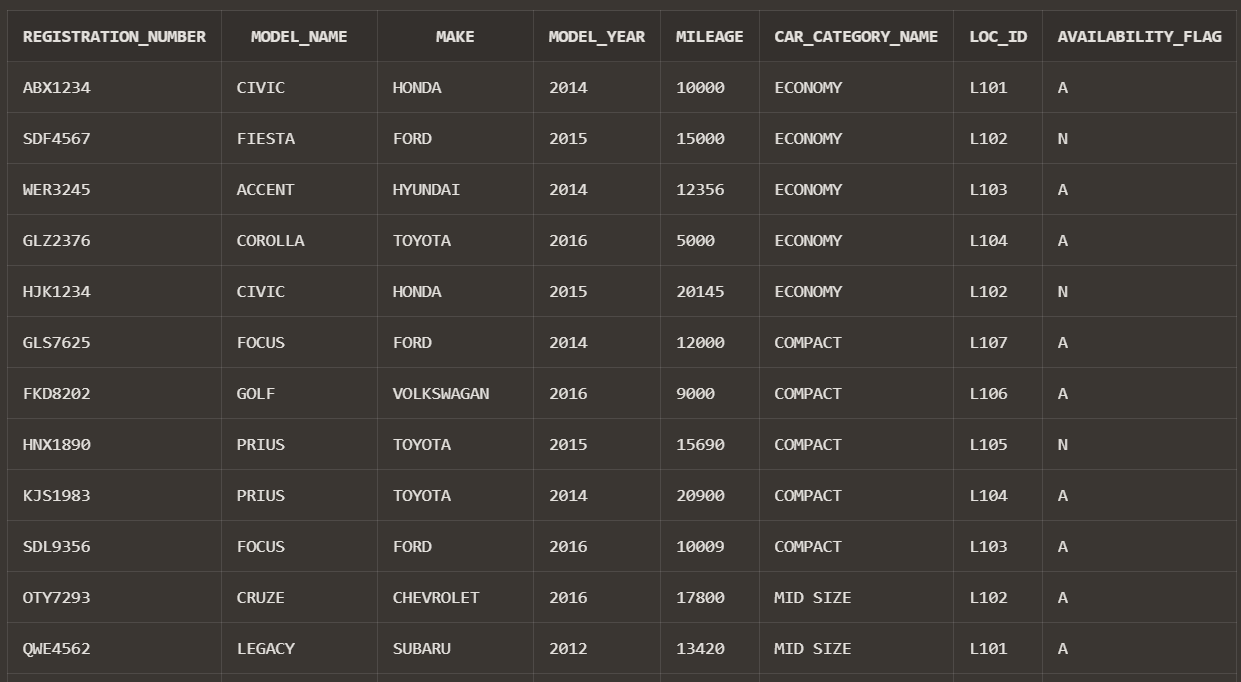 REGISTRATION_NUMBER MODEL_NAME MAKE MODEL_YEAR MILEAGE CAR_CATEGORY_NAME LOC_ID AVAILABILITY_FLAG
ABX1234 CIVIC HONDA 2014 10000 ECONOMY L101 A
SDF4567 FIESTA FORD 2015 15000 ECONOMY L102 N
WER3245 ACCENT HYUNDAI 2014 12356 ECONOMY L103 A
GLZ2376 COROLLA TOYOTA 2016 5000 ECONOMY L104 A
HJK1234 CIVIC HONDA 2015 20145 ECONOMY L102 N
GLS7625 FOCUS FORD 2014 12000 COMPACT L107 A
FKD8202 GOLF VOLKSWAGAN 2016 9000 COMPACT L106 A
HNX1890 PRIUS TOYOTA 2015 15690 COMPACT L105 N
KJS1983 PRIUS TOYOTA 2014 20900 COMPACT L104 A
SDL9356 FOCUS FORD 2016 10009 COMPACT L103 A
OTY7293 CRUZE CHEVROLET 2016 17800 MID SIZE L102 A
QWE4562 LEGACY SUBARU 2012 13420 MID SIZE L101 A